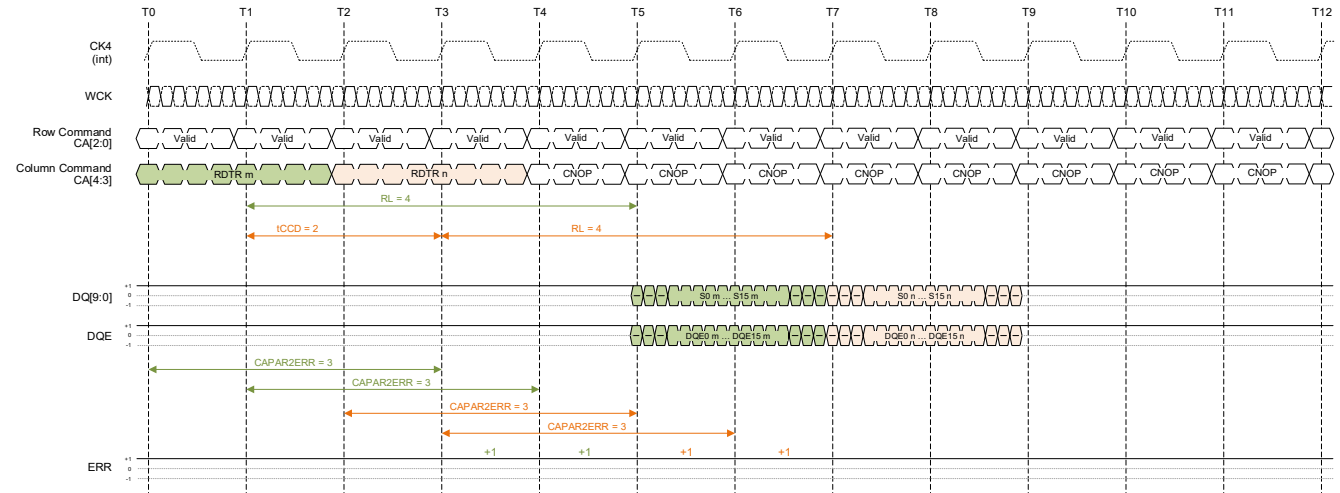 T0 T1 T2 T3 T4 T5 T6 T7 T8 T9 T10 T11 T12
CK4
(int)
WCK
Row Command
CA[2:0]
Valid Valid Valid Valid Valid Valid Valid Valid Valid Valid Valid Valid
Column Command
CA[4:3]
RDTR m RDTR n CNOP CNOP CNOP CNOP CNOP CNOP CNOP CNOP
RL = 4
tCCD = 2 RL = 4
DQ[9:0] +1 0 -1 S0 m ... S15 m S0 n ... S15 n
DQE +1 0 -1 DQE0 m ... DQE15 m DQE0 n ... DQE15 n
CAPAR2ERR = 3
CAPAR2ERR = 3
CAPAR2ERR = 3
CAPAR2ERR = 3
+1 +1 +1 +1
ERR +1 0 -1